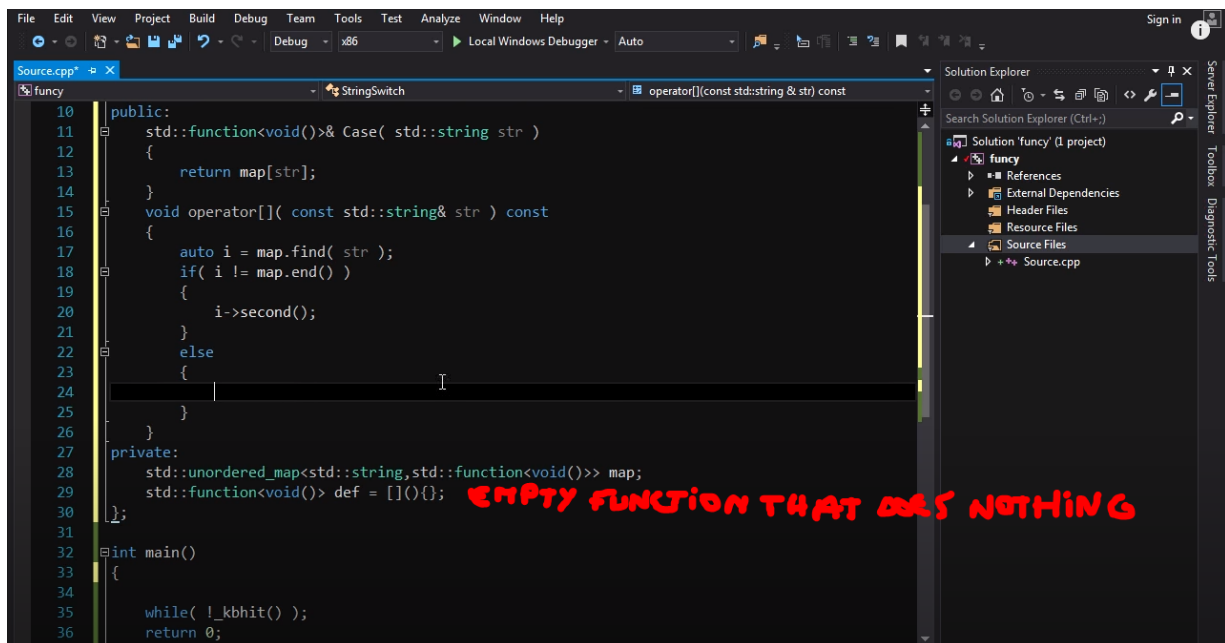 File Edit View Project Build Debug Team Tools Test Analyze Window Help Sign in
Debug x86 Local Windows Debugger Auto
Source.cpp*
funcy StringSwitch operator[](const std::string & str) const
10 public:
11 std::function<void()>& Case( std::string str )
12 {
13 return map[str];
14 }
15 void operator[]( const std::string& str ) const
16 {
17 auto i = map.find( str );
18 if( i != map.end() )
19 {
20 i->second();
21 }
22 else
23 {
24
25 }
26 }
27 private:
28 std::unordered_map<std::string,std::function<void()>> map;
29 std::function<void()> def = [](){}; EMPTY FUNCTION THAT DOES NOTHING
30 };
31
32 int main()
33 {
34
35 while( !_kbhit() );
36 return 0;
Solution Explorer
Search Solution Explorer (Ctrl+;)
Solution 'funcy' (1 project)
funcy
References
External Dependencies
Header Files
Resource Files
Source Files
Source.cpp
Server Explorer
Toolbox
Diagnostic Tools